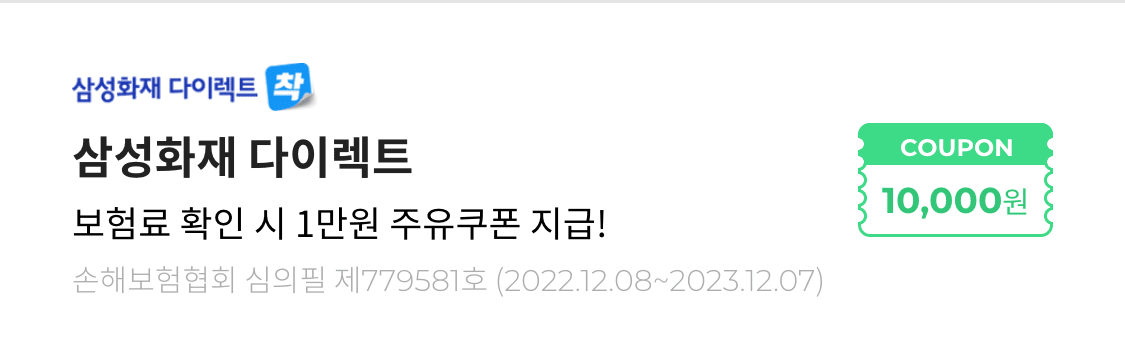 삼성화재 다이렉트 착
삼성화재 다이렉트
보험료 확인 시 1만원 주유쿠폰 지급!
손해보험협회 심의필 제779581호 (2022.12.08~2023.12.07)
COUPON
10,000원